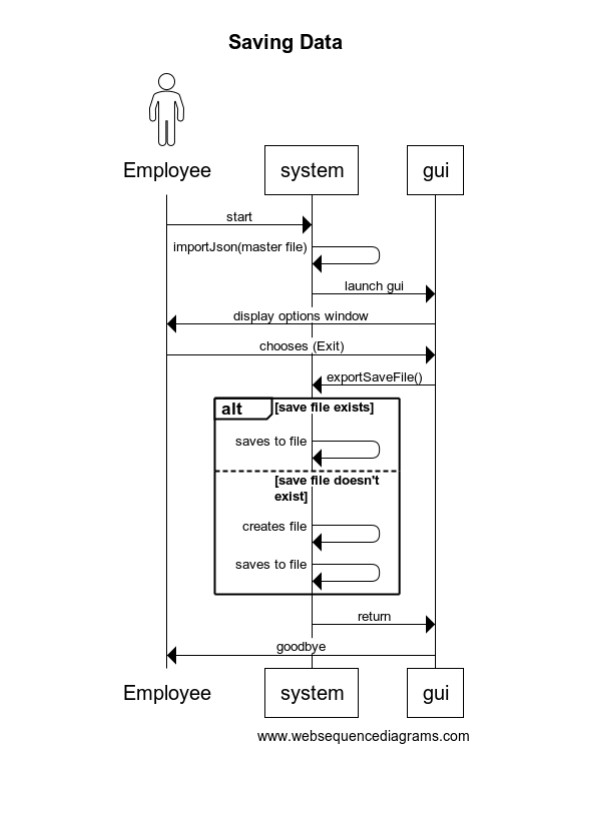 Saving Data
Employee
system
gui
start
importJson(master file)
launch gui
display options window
chooses (Exit)
exportSaveFile()
alt
[save file exists]
saves to file
[save file doesn't
exist]
creates file
saves to file
return
goodbye
Employee
system
gui
www.websequencediagrams.com